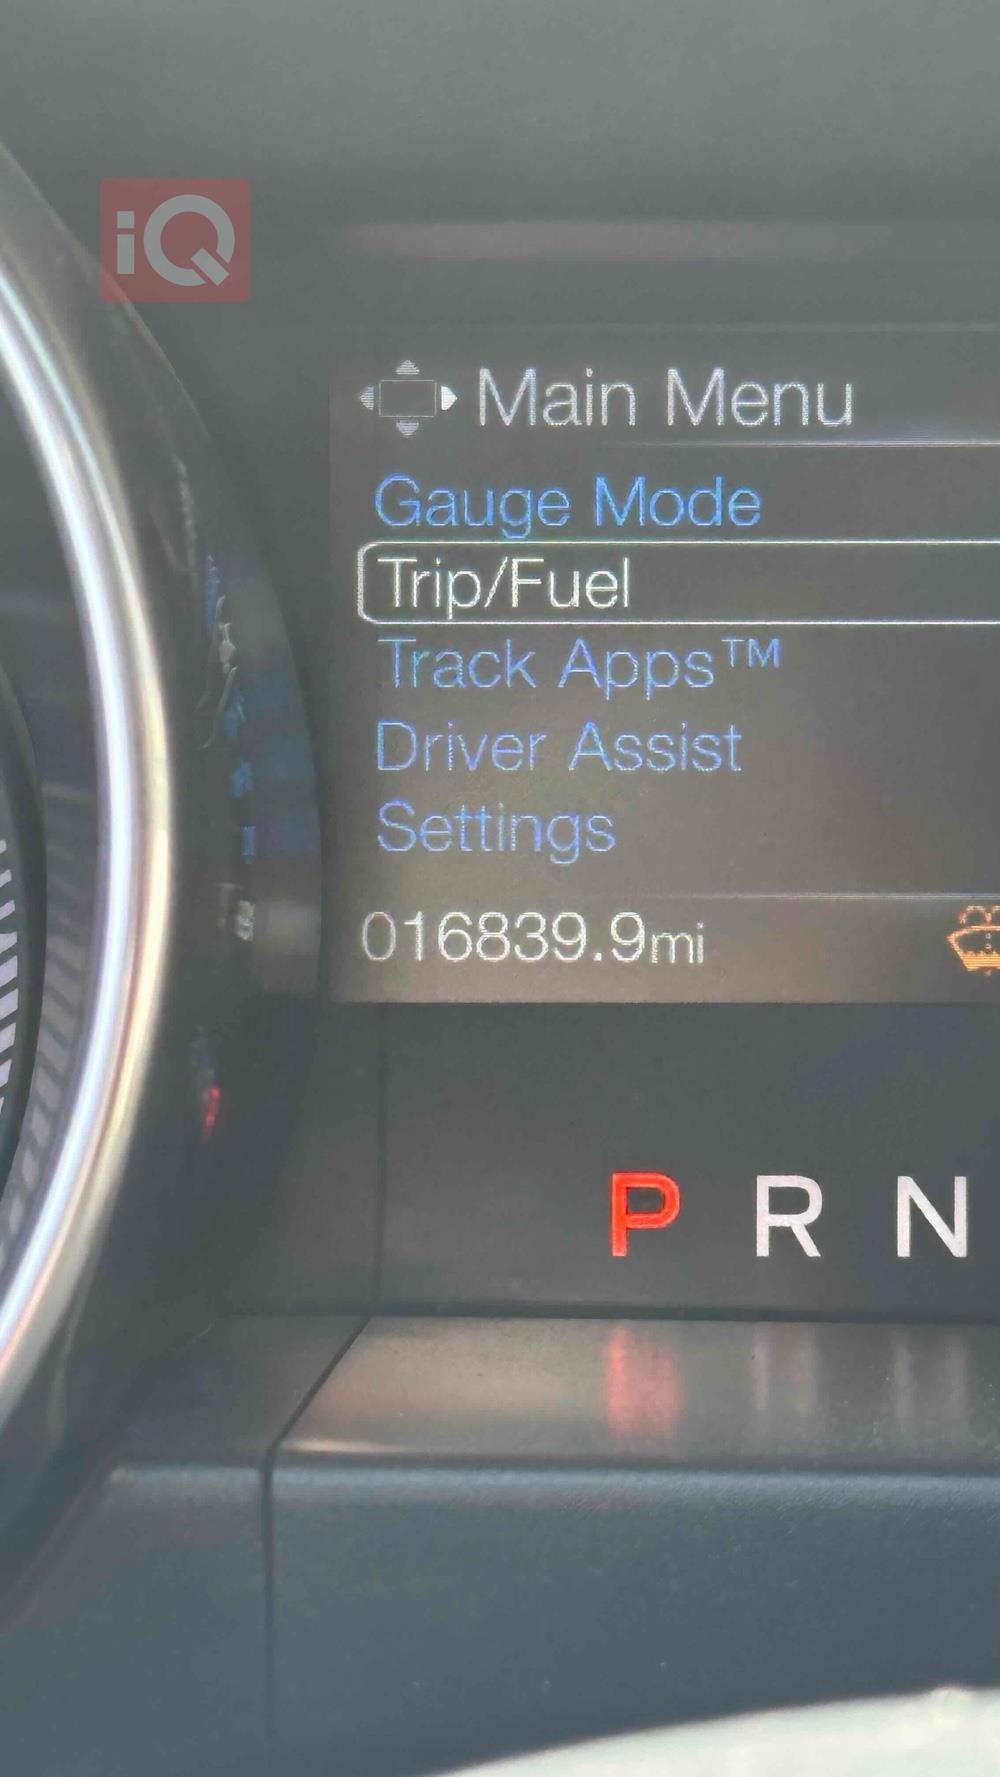 iQ
Main Menu
Gauge Mode
Trip/Fuel
Track Apps™
Driver Assist
Settings
016839.9mi
P R N